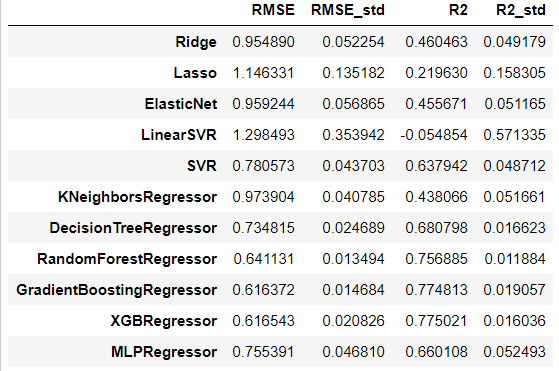 RMSE RMSE_std R2 R2_std
Ridge 0.954890 0.052254 0.460463 0.049179
Lasso 1.146331 0.135182 0.219630 0.158305
ElasticNet 0.959244 0.056865 0.455671 0.051165
LinearSVR 1.298493 0.353942 -0.054854 0.571335
SVR 0.780573 0.043703 0.637942 0.048712
KNeighborsRegressor 0.973904 0.040785 0.438066 0.051661
DecisionTreeRegressor 0.734815 0.024689 0.680798 0.016623
RandomForestRegressor 0.641131 0.013494 0.756885 0.011884
GradientBoostingRegressor 0.616372 0.014684 0.774813 0.019057
XGBRegressor 0.616543 0.020826 0.775021 0.016036
MLPRegressor 0.755391 0.046810 0.660108 0.052493